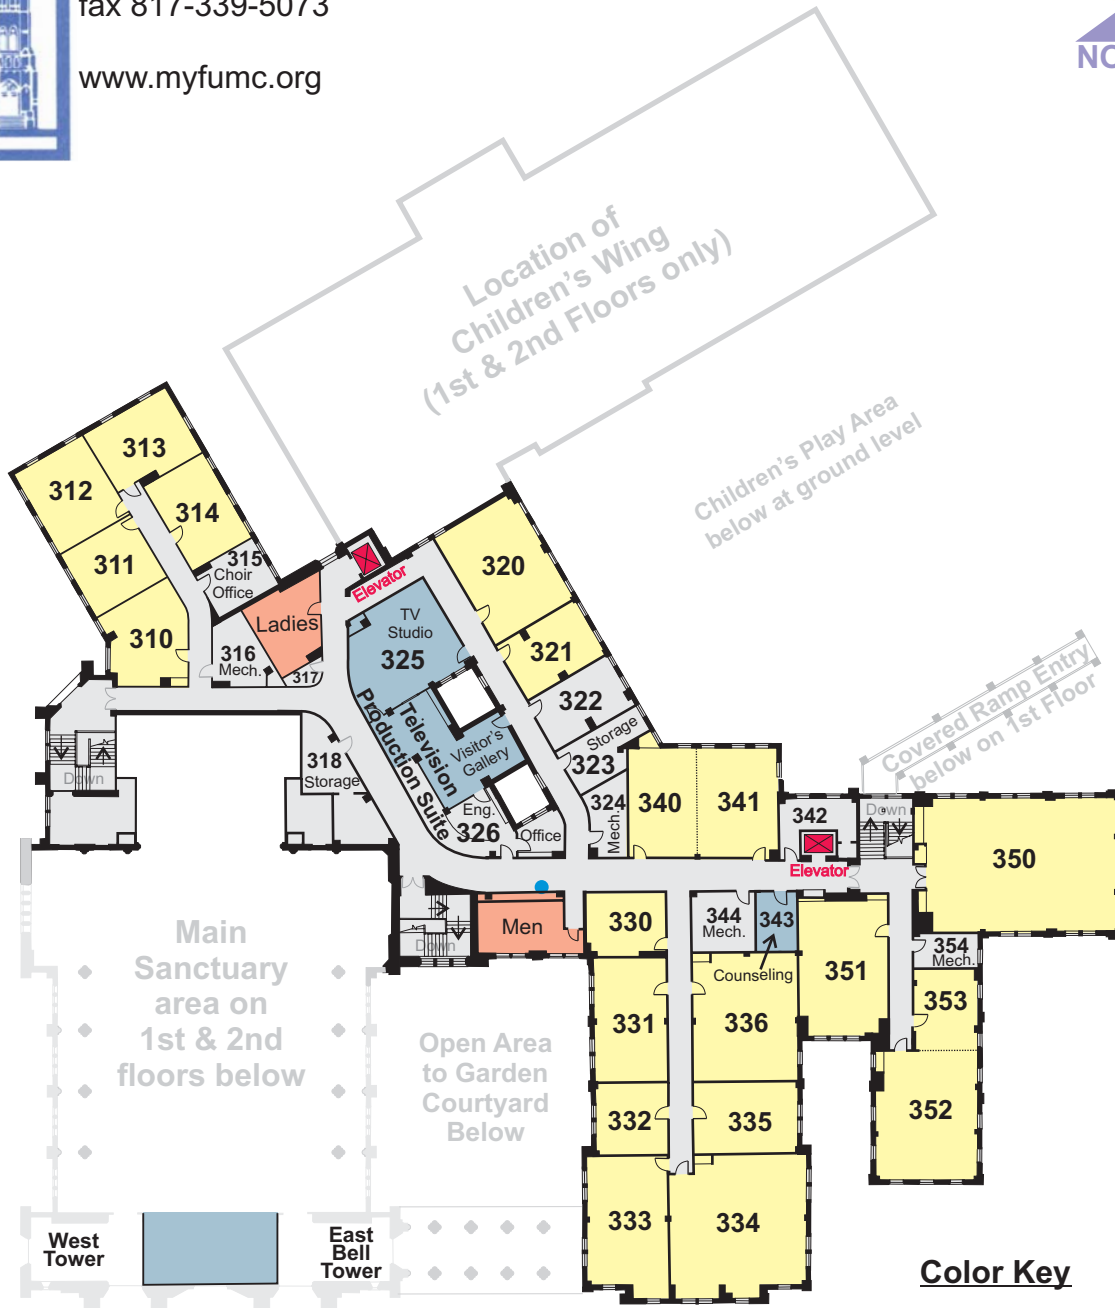 fax 817-339-5073
www.myfumc.org
Location of
Children's Wing
(1st & 2nd Floors only)
Children's Play Area
below at ground level
313
312
314
311
315
Choir
Office
310
Ladies
316
Mech.
317
Elevator
320
TV
Studio
325
321
322
Television
Production Suite
Visitor's
Gallery
Storage
323
318
Storage
324
Mech.
Eng.
326
Office
340
341
342
Elevator
Down
Covered Ramp Entry
below on 1st Floor
350
Down
Down
Men
330
344
Mech.
343
Counseling
351
354
Mech.
353
Main
Sanctuary
area on
1st & 2nd
floors below
Open Area
to Garden
Courtyard
Below
331
336
332
335
352
333
334
West
Tower
East
Bell
Tower
Color Key